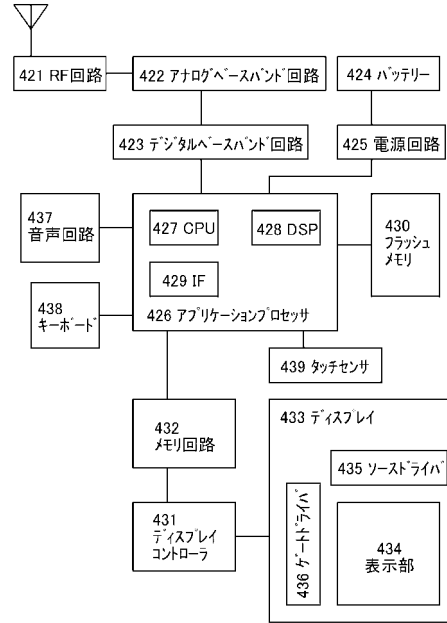 421 RF回路
422 アナログベースバンド回路
424 バッテリー
423 デジタルベースバンド回路
425 電源回路
437
音声回路
427 CPU
428 DSP
430
フラッシュ
メモリ
429 IF
438
キーボード
426 アプリケーションプロセッサ
439 タッチセンサ
432
メモリ回路
433 ディスプレイ
435 ソースドライバ
431
ディスプレイ
コントローラ
436 ゲートドライバ
434
表示部